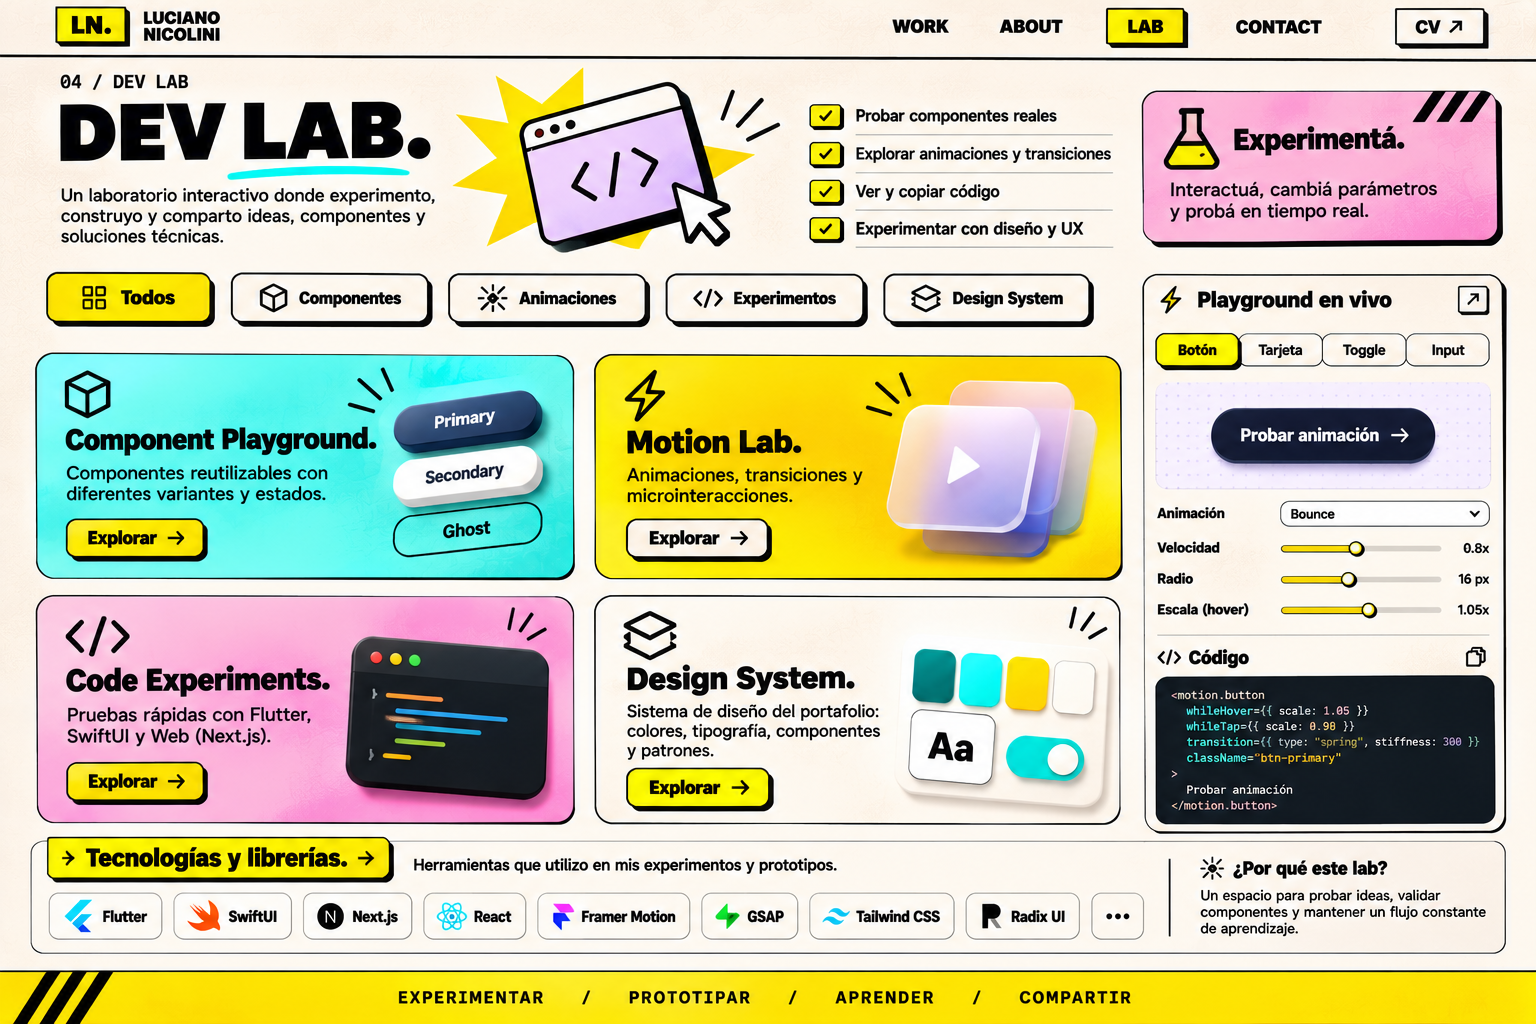 LN.
LUCIANO
NICOLINI
WORK
ABOUT
LAB
CONTACT
CV
04 / DEV LAB
DEV LAB.
Un laboratorio interactivo donde experimento,
construyo y comparto ideas, componentes y
soluciones técnicas.
</>
Probar componentes reales
Explorar animaciones y transiciones
Ver y copiar código
Experimentar con diseño y UX
Experimentá.
Interactuá, cambiá parámetros
y probá en tiempo real.
Todos
Componentes
Animaciones
</> Experimentos
Design System
Component Playground.
Componentes reutilizables con
diferentes variantes y estados.
Explorar →
Primary
Secondary
Ghost
Motion Lab.
Animaciones, transiciones y
microinteracciones.
Explorar →
</>
Code Experiments.
Pruebas rápidas con Flutter,
SwiftUI y Web (Next.js).
Explorar →
Design System.
Sistema de diseño del portafolio:
colores, tipografía, componentes
y patrones.
Explorar →
Aa
Playground en vivo
Botón
Tarjeta
Toggle
Input
Probar animación →
Animación
Bounce
Velocidad
0.8x
Radio
16 px
Escala (hover)
1.05x
</> Código
<motion.button
whileHover={{ scale: 1.05 }}
whileTap={{ scale: 0.98 }}
transition={{ type: "spring", stiffness: 300 }}
className="btn-primary"
>
Probar animación
</motion.button>
→ Tecnologías y librerías. →
Herramientas que utilizo en mis experimentos y prototipos.
Flutter
SwiftUI
N Next.js
React
Framer Motion
GSAP
Tailwind CSS
Radix UI
•••
¿Por qué este lab?
Un espacio para probar ideas, validar
componentes y mantener un flujo constante
de aprendizaje.
EXPERIMENTAR / PROTOTIPAR / APRENDER / COMPARTIR